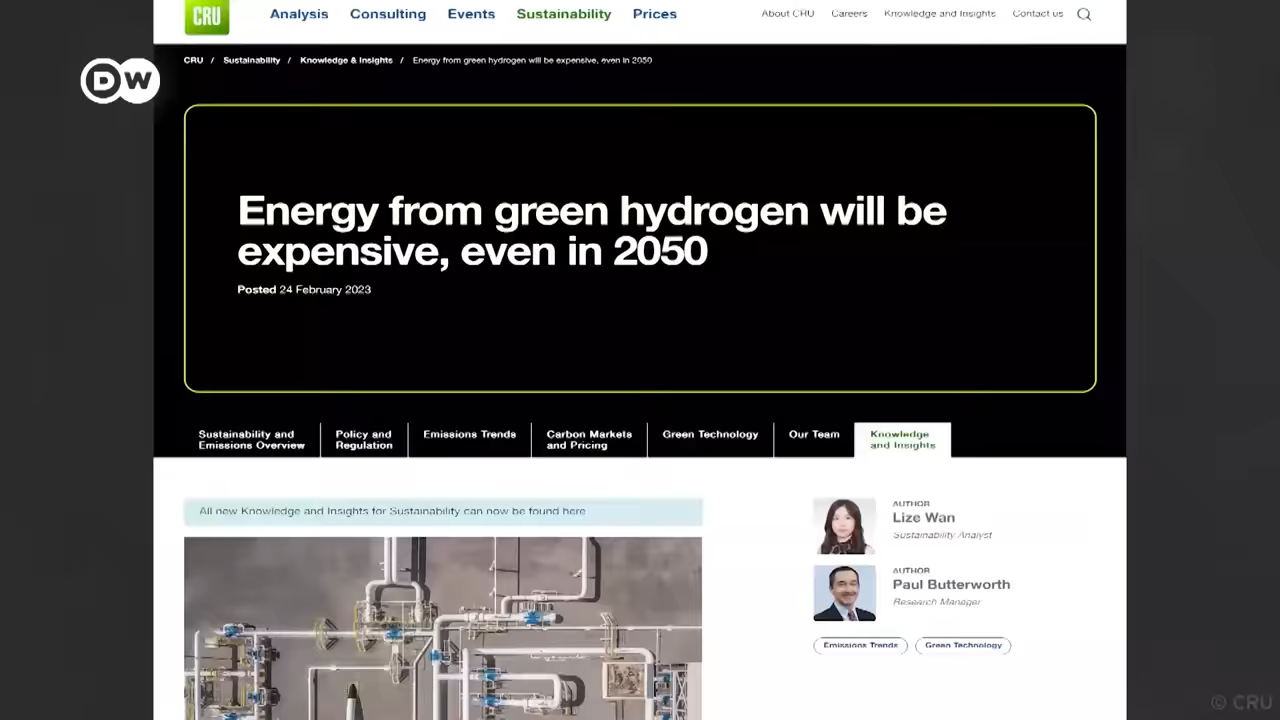 CRU
Analysis Consulting Events Sustainability Prices
About CRU Careers Knowledge and Insights Contact us
DW
CRU / Sustainability / Knowledge & Insights / Energy from green hydrogen will be expensive, even in 2050
Energy from green hydrogen will be
expensive, even in 2050
Posted 24 February 2023
Sustainability and
Emissions Overview
Policy and
Regulation
Emissions Trends
Carbon Markets
and Pricing
Green Technology
Our Team
Knowledge
and Insights
All new Knowledge and Insights for Sustainability can now be found here
AUTHOR
Lize Wan
Sustainability Analyst
AUTHOR
Paul Butterworth
Research Manager
Emissions Trends
Green Technology
© CRU